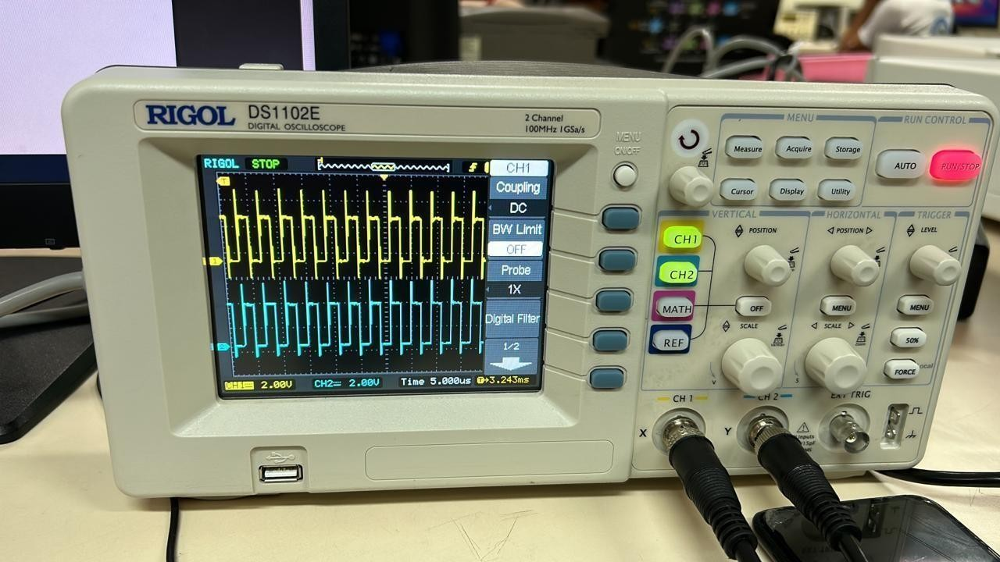 RIGOL DS1102E
DIGITAL OSCILLOSCOPE
2 Channel
100MHz 1GSa/s
RIGOL STOP
T
1
2
CH1
Coupling
DC
BW Limit
OFF
Probe
1X
Digital Filter
1/2
CH1 2.00V CH2 2.00V Time 5.000us T→3.243ms
MENU
ON/OFF
MENU
Measure Acquire Storage
Cursor Display Utility
RUN CONTROL
AUTO RUN/STOP
VERTICAL
POSITION
CH1
CH2
MATH
REF
OFF
SCALE
V
HORIZONTAL
POSITION
MENU
SCALE
S
TRIGGER
LEVEL
MENU
50%
FORCE
CH 1
CH 2
EXT TRIG
X
Y